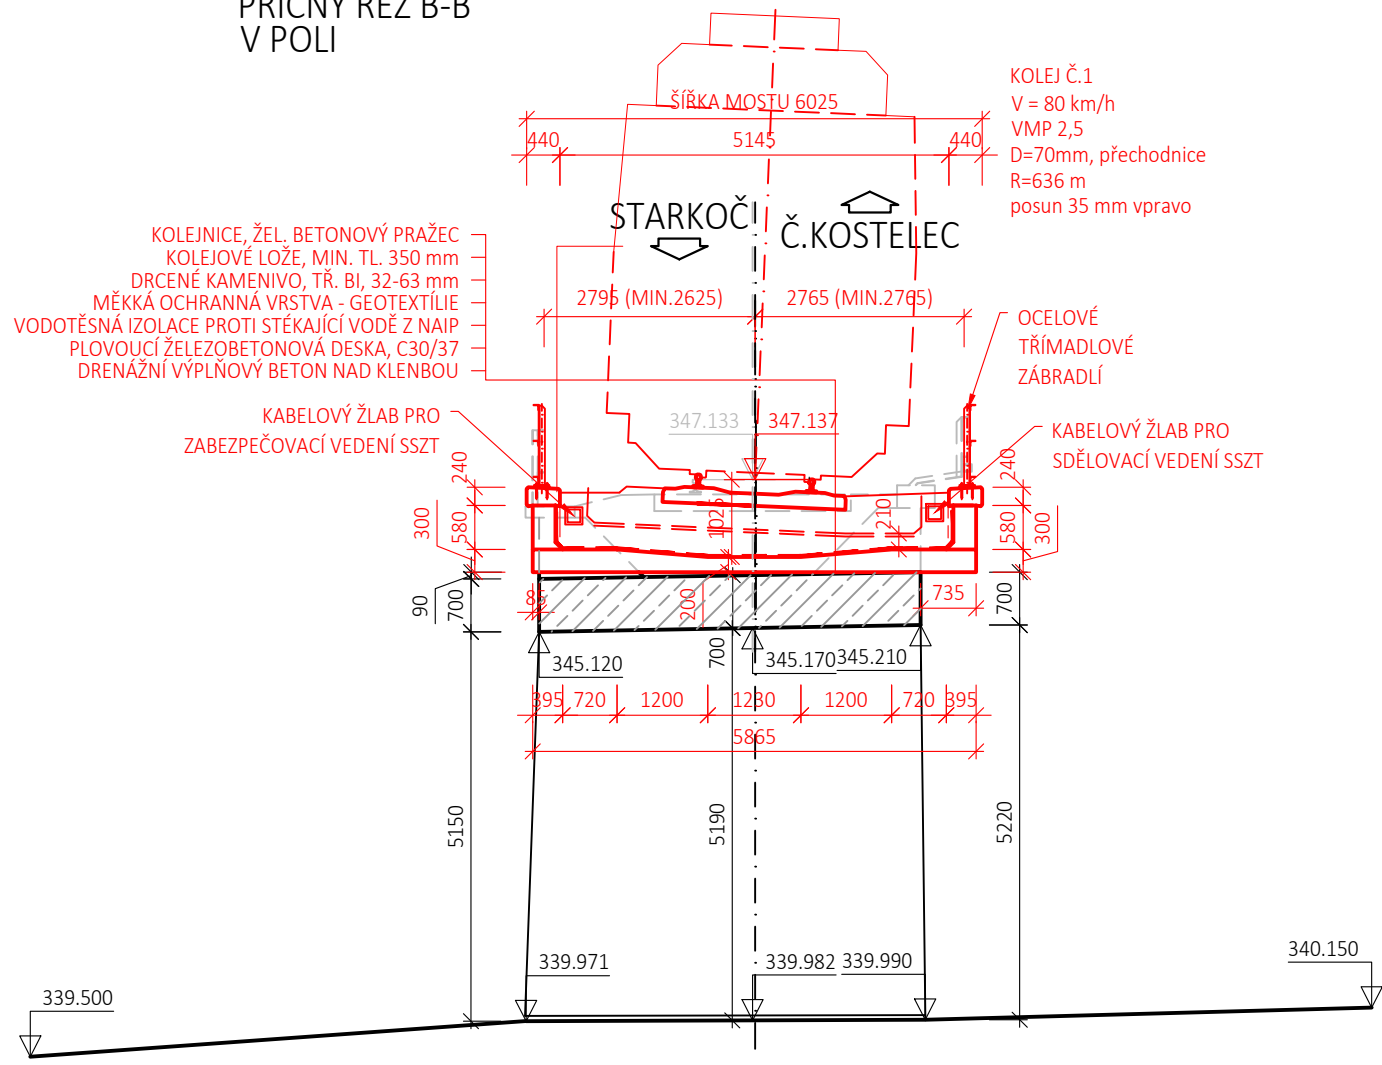 PŘÍČNÝ ŘEZ B-B
V POLI
KOLEJ Č.1
V = 80 km/h
VMP 2,5
D=70mm, přechodnice
R=636 m
posun 35 mm vpravo
ŠÍŘKA MOSTU 6025
440
5145
440
STARKOČ
Č.KOSTELEC
KOLEJNICE, ŽEL. BETONOVÝ PRAŽEC
KOLEJOVÉ LOŽE, MIN. TL. 350 mm
DRCENÉ KAMENIVO, TŘ. BI, 32-63 mm
MĚKKÁ OCHRANNÁ VRSTVA - GEOTEXTÍLIE
VODOTĚSNÁ IZOLACE PROTI STÉKAJÍCÍ VODĚ Z NAIP
PLOVOUCÍ ŽELEZOBETONOVÁ DESKA, C30/37
DRENÁŽNÍ VÝPLŇOVÝ BETON NAD KLENBOU
2795 (MIN.2625)
2765 (MIN.2765)
OCELOVÉ
TŘÍMADLOVÉ
ZÁBRADLÍ
KABELOVÝ ŽLAB PRO
ZABEZPEČOVACÍ VEDENÍ SSZT
347.133
347.137
KABELOVÝ ŽLAB PRO
SDĚLOVACÍ VEDENÍ SSZT
240
580
300
90
700
1025
210
240
580
300
85
200
735
700
700
345.120
345.170
345.210
395
720
1200
1230
1200
720
395
5865
5150
5190
5220
339.500
339.971
339.982
339.990
340.150